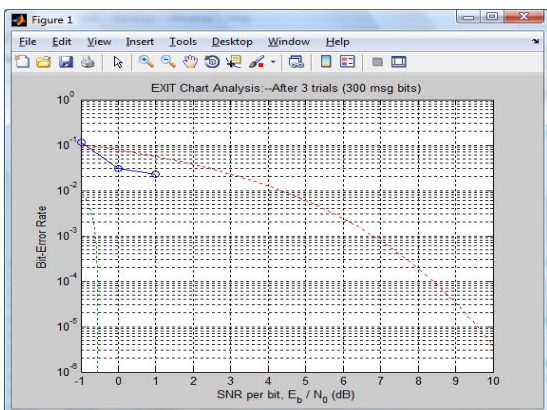 Figure 1
File Edit View Insert Tools Desktop Window Help
EXIT Chart Analysis:--After 3 trials (300 msg bits)
10^0
10^-1
10^-2
10^-3
10^-4
10^-5
10^-6
Bit-Error Rate
-1 0 1 2 3 4 5 6 7 8 9 10
SNR per bit, E_b / N_0 (dB)